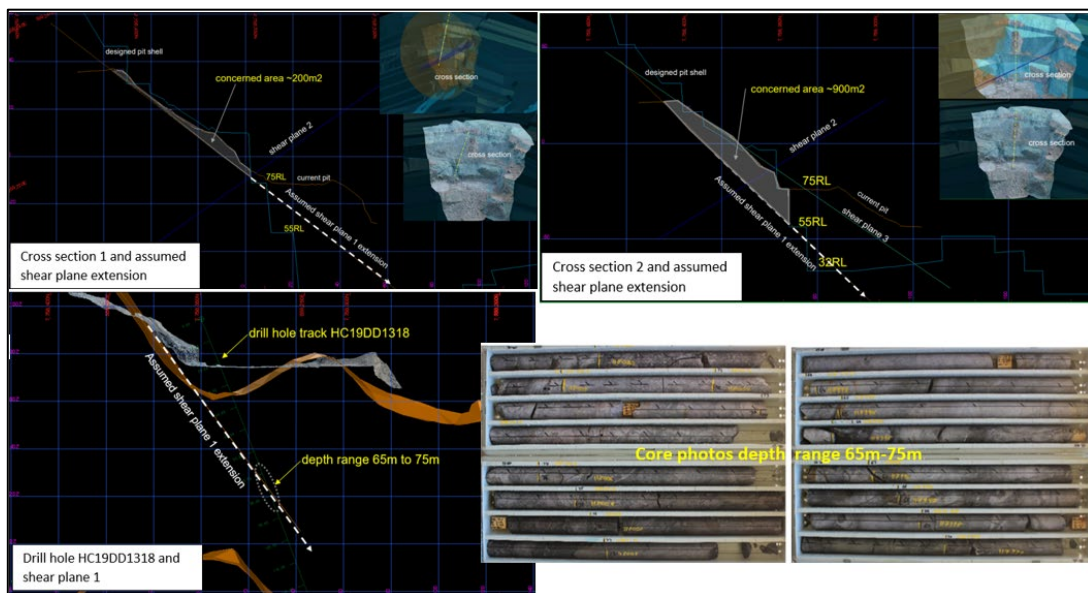 designed pit shell
concerned area ~200m2
cross section
cross section
shear plane 2
75RL
current pit
Assumed shear plane 1 extension
55RL
Cross section 1 and assumed
shear plane extension
designed pit shell
concerned area ~900m2
cross section
cross section
shear plane 2
75RL
current pit
55RL
shear plane 3
Assumed shear plane 1 extension
32RL
Cross section 2 and assumed
shear plane extension
drill hole track HC19DD1318
Assumed shear plane 1 extension
depth range 65m to 75m
Drill hole HC19DD1318 and
shear plane 1
Core photos depth range 65m-75m